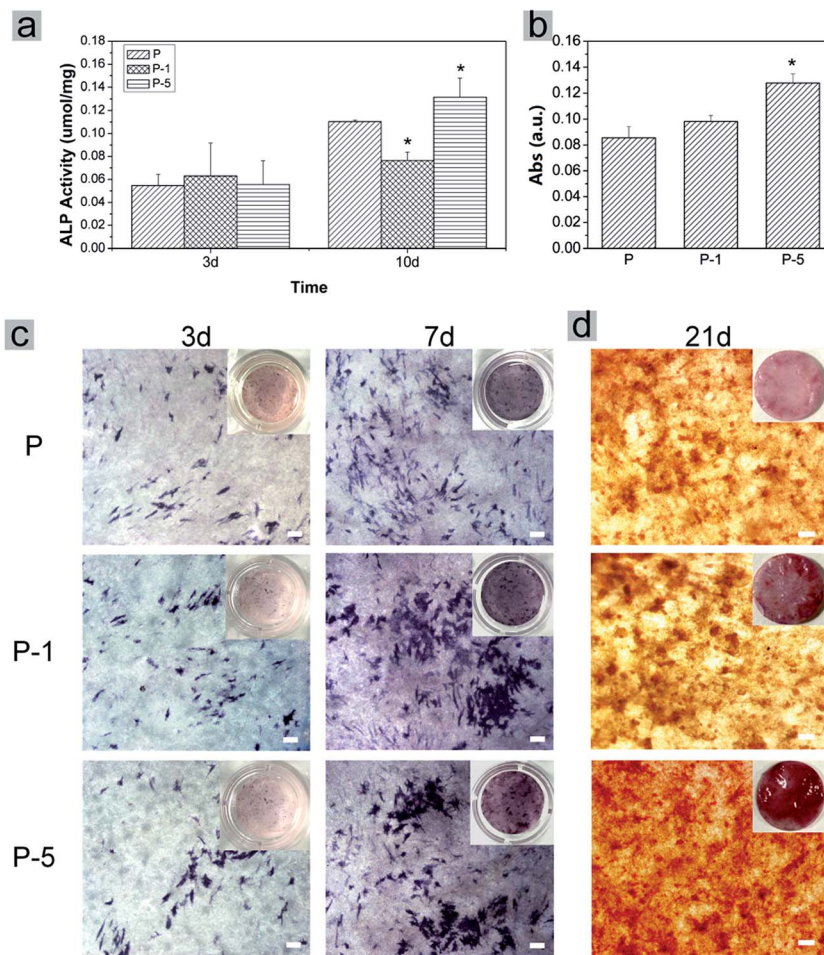 a
b
0.18
0.16
0.14
0.12
0.10
0.08
0.06
0.04
0.02
0.00
ALP Activity (umol/mg)
P
P-1
P-5
*
*
3d
10d
Time
0.18
0.16
0.14
0.12
0.10
0.08
0.06
0.04
0.02
0.00
Abs (a.u.)
*
P
P-1
P-5
c
3d
7d
d
21d
P
P-1
P-5